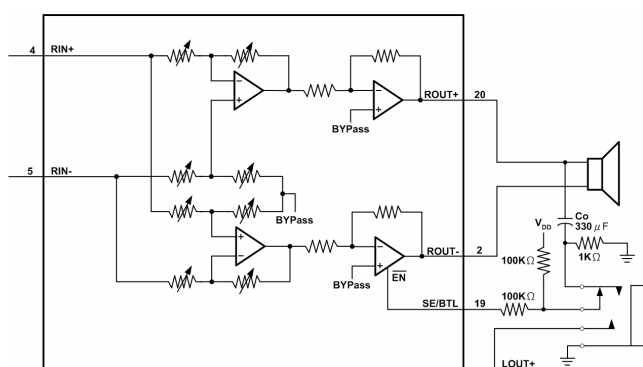 4 RIN+
ROUT+ 20
BYPass
5 RIN-
BYPass
Co
330 μF
VDD
1KΩ
ROUT- 2
100KΩ
BYPass
EN
SE/BTL 19
100KΩ
LOUT+